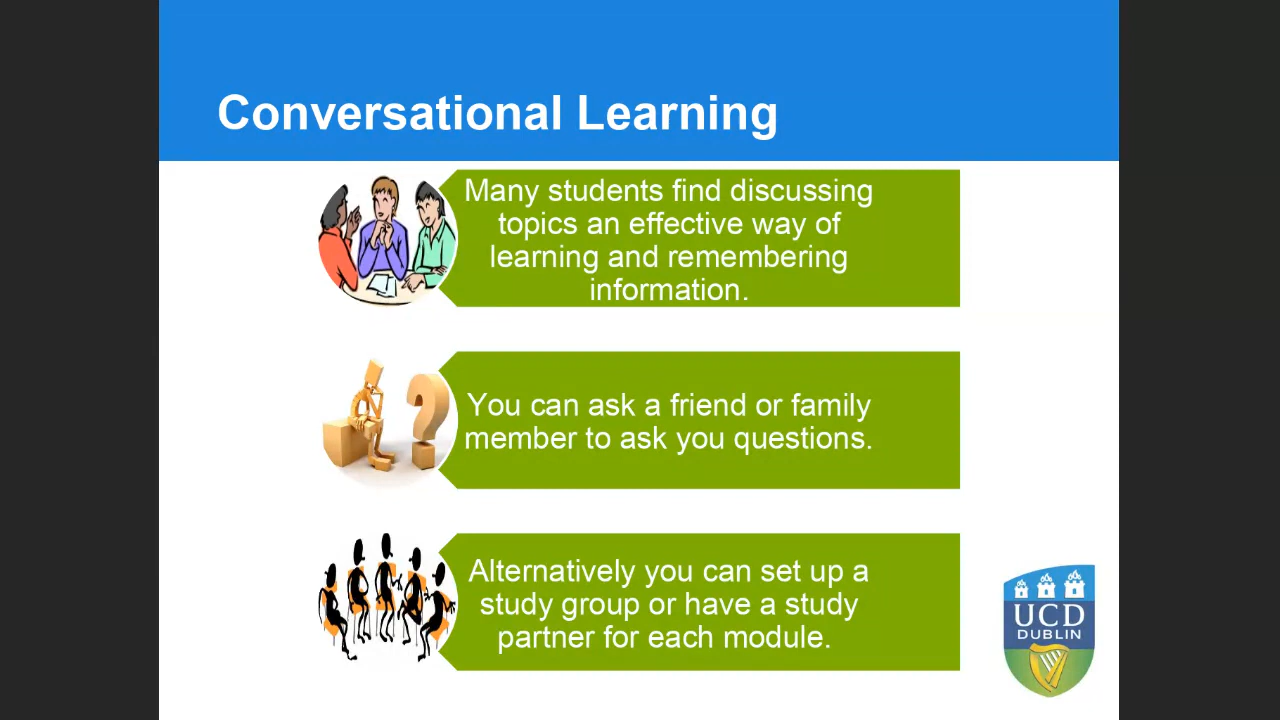 Conversational Learning
Many students find discussing
topics an effective way of
learning and remembering
information.
You can ask a friend or family
member to ask you questions.
Alternatively you can set up a
study group or have a study
partner for each module.
UCD
DUBLIN